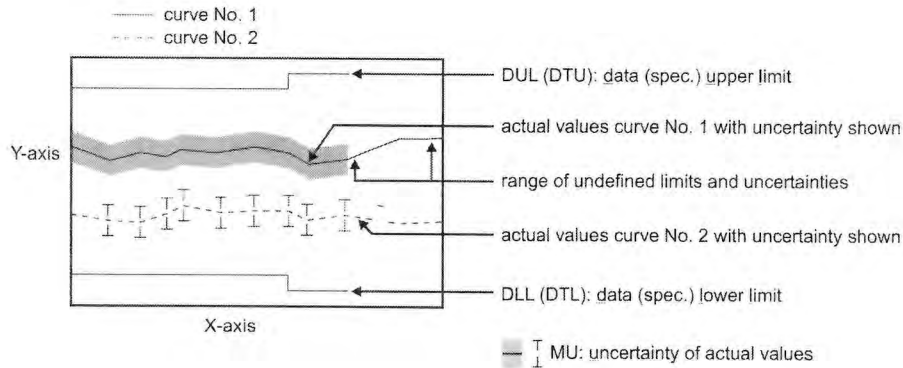 curve No. 1
curve No. 2
DUL (DTU): data (spec.) upper limit
actual values curve No. 1 with uncertainty shown
Y-axis
range of undefined limits and uncertainties
actual values curve No. 2 with uncertainty shown
DLL (DTL): data (spec.) lower limit
X-axis
MU: uncertainty of actual values